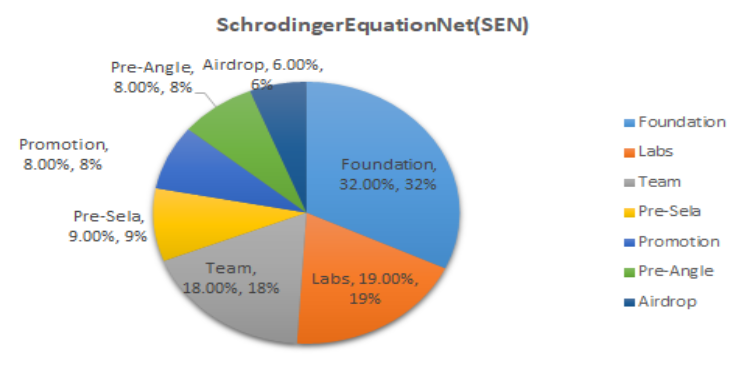 SchrodingerEquationNet(SEN)
Pre-Angle,
8.00%, 8%
Airdrop, 6.00%,
6%
Promotion,
8.00%, 8%
Foundation,
32.00%, 32%
Pre-Sela,
9.00%, 9%
Team,
18.00%, 18%
Labs, 19.00%,
19%
Foundation
Labs
Team
Pre-Sela
Promotion
Pre-Angle
Airdrop